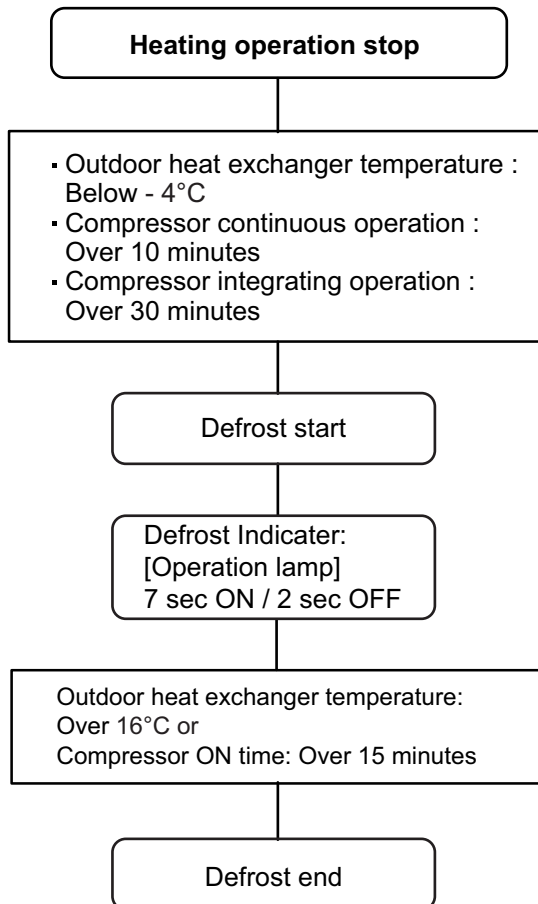 Heating operation stop
▪ Outdoor heat exchanger temperature :
Below - 4°C
▪ Compressor continuous operation :
Over 10 minutes
▪ Compressor integrating operation :
Over 30 minutes
Defrost start
Defrost Indicater:
[Operation lamp]
7 sec ON / 2 sec OFF
Outdoor heat exchanger temperature:
Over 16°C or
Compressor ON time: Over 15 minutes
Defrost end